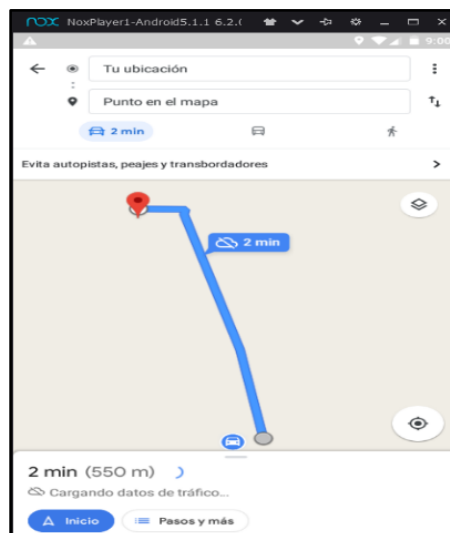 nox NoxPlayer1-Android5.1.1 6.2.(
9:00
Tu ubicación
Punto en el mapa
2 min
Evita autopistas, peajes y transbordadores
2 min
2 min (550 m)
Cargando datos de tráfico...
Inicio
Pasos y más